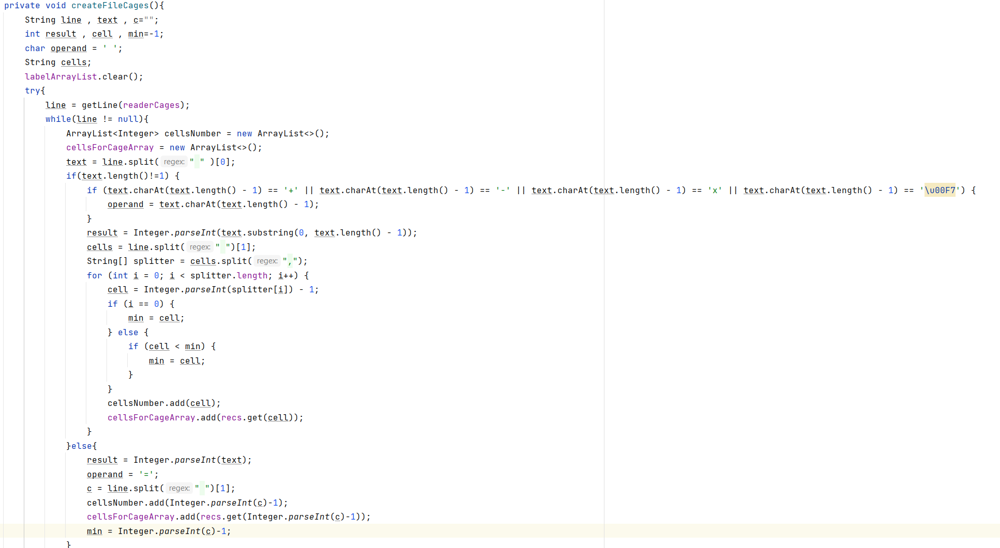 private void createFileCages(){
    String line , text , c="";
    int result , cell , min=-1;
    char operand = ' ';
    String cells;
    labelArrayList.clear();
    try{
        line = getLine(readerCages);
        while(line != null){
            ArrayList<Integer> cellsNumber = new ArrayList<>();
            cellsForCageArray = new ArrayList<>();
            text = line.split( regex: " " )[0];
            if(text.length()!=1) {
                if (text.charAt(text.length() - 1) == '+' || text.charAt(text.length() - 1) == '-' || text.charAt(text.length() - 1) == 'x' || text.charAt(text.length() - 1) == '\u00F7') {
                    operand = text.charAt(text.length() - 1);
                }
                result = Integer.parseInt(text.substring(0, text.length() - 1));
                cells = line.split( regex: " ")[1];
                String[] splitter = cells.split( regex: ",");
                for (int i = 0; i < splitter.length; i++) {
                    cell = Integer.parseInt(splitter[i]) - 1;
                    if (i == 0) {
                        min = cell;
                    } else {
                        if (cell < min) {
                            min = cell;
                        }
                    }
                    cellsNumber.add(cell);
                    cellsForCageArray.add(recs.get(cell));
                }
            }else{
                result = Integer.parseInt(text);
                operand = '=';
                c = line.split( regex: " ")[1];
                cellsNumber.add(Integer.parseInt(c)-1);
                cellsForCageArray.add(recs.get(Integer.parseInt(c)-1));
                min = Integer.parseInt(c)-1;
            }